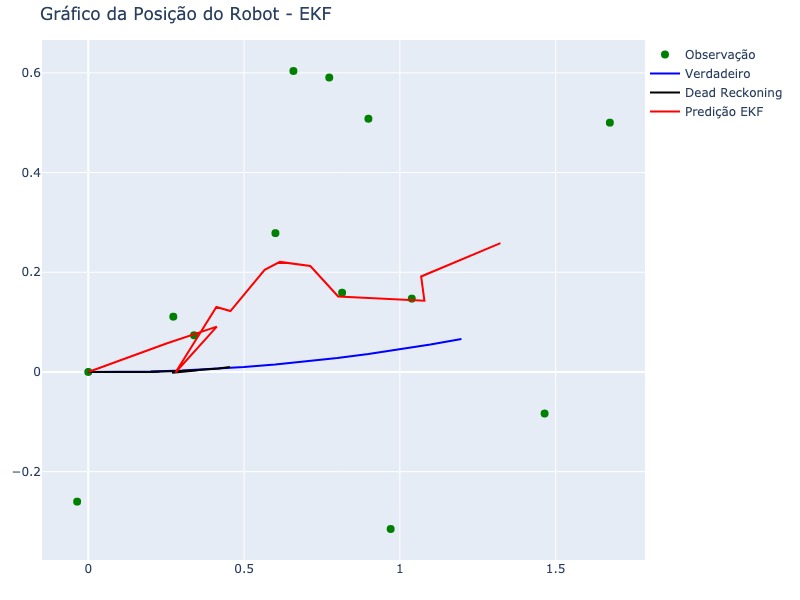 Gráfico da Posição do Robot - EKF
Observação
Verdadeiro
Dead Reckoning
Predição EKF
0.6
0.4
0.2
0
−0.2
0
0.5
1
1.5